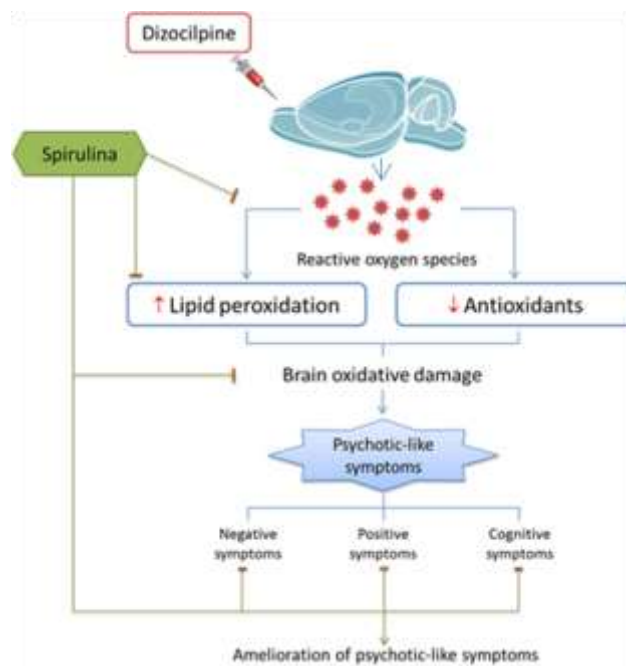 Dizocilpine
Spirulina
Reactive oxygen species
↑ Lipid peroxidation
↓ Antioxidants
Brain oxidative damage
Psychotic-like
symptoms
Negative
symptoms
Positive
symptoms
Cognitive
symptoms
Amelioration of psychotic-like symptoms